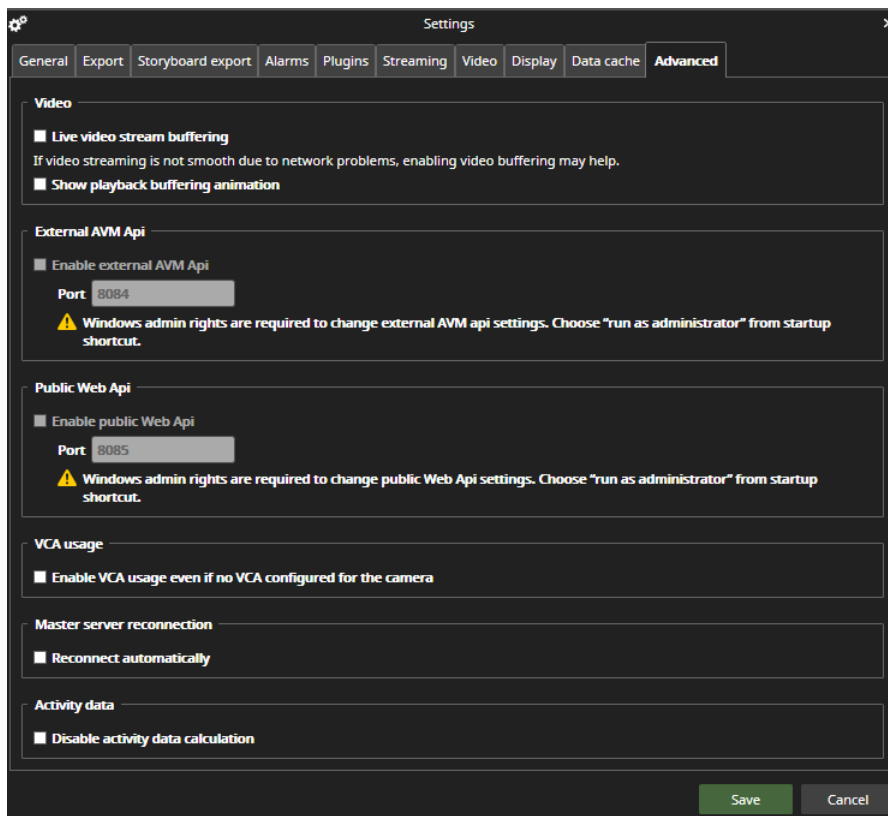 Settings
General Export Storyboard export Alarms Plugins Streaming Video Display Data cache Advanced
Video
Live video stream buffering
If video streaming is not smooth due to network problems, enabling video buffering may help.
Show playback buffering animation
External AVM Api
Enable external AVM Api
Port 8084
Windows admin rights are required to change external AVM api settings. Choose “run as administrator” from startup
shortcut.
Public Web Api
Enable public Web Api
Port 8085
Windows admin rights are required to change public Web Api settings. Choose “run as administrator” from startup
shortcut.
VCA usage
Enable VCA usage even if no VCA configured for the camera
Master server reconnection
Reconnect automatically
Activity data
Disable activity data calculation
Save Cancel